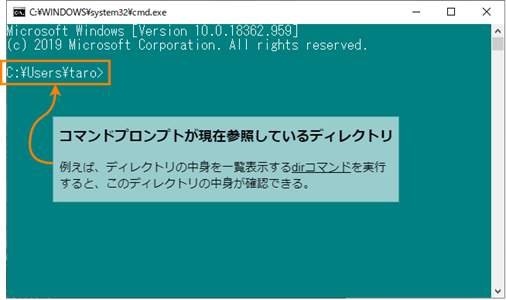 C:¥WINDOWS¥system32¥cmd.exe
Microsoft Windows [Version 10.0.18362.959]
(c) 2019 Microsoft Corporation. All rights reserved.
C:¥Users¥taro>
コマンドプロンプトが現在参照しているディレクトリ
例えば、ディレクトリの中身を一覧表示するdirコマンドを実行
すると、このディレクトリの中身が確認できる。